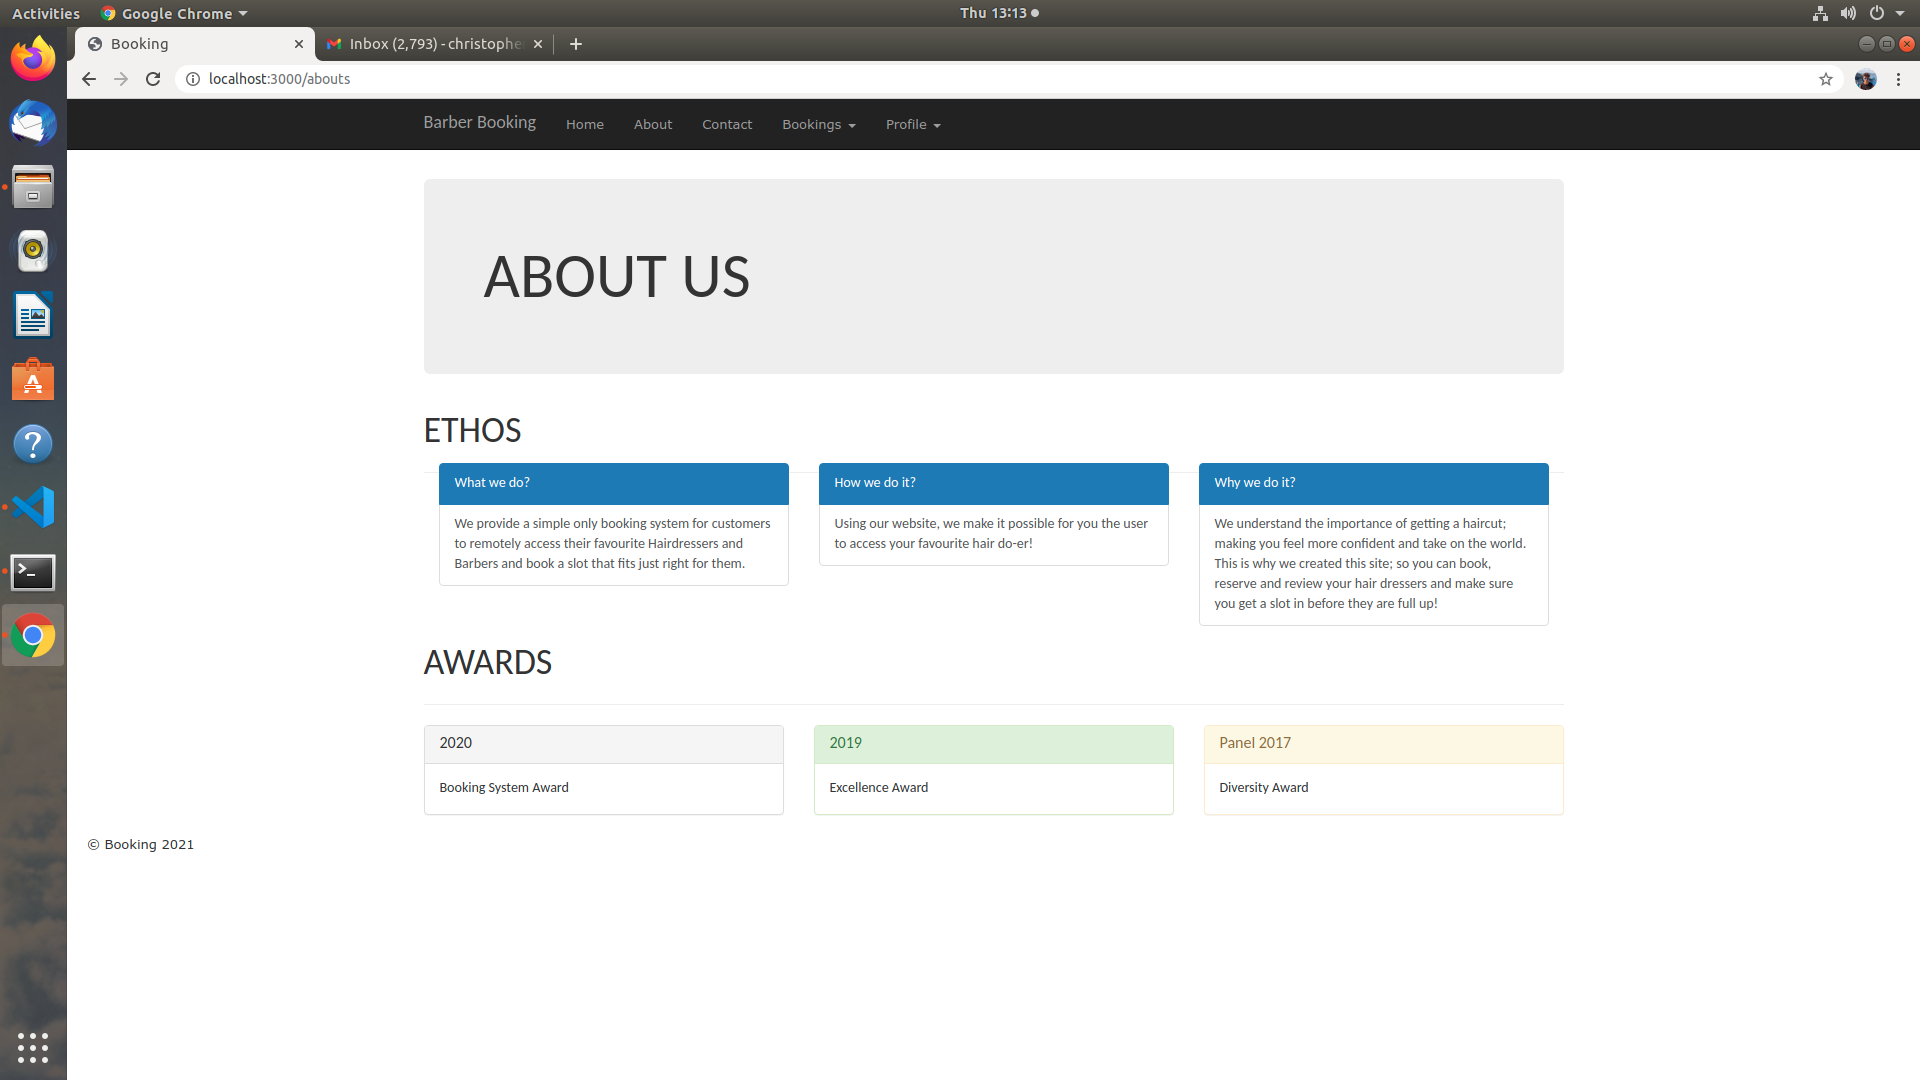 Activities
Google Chrome
Thu 13:13
Booking
Inbox (2,793) - christophe
localhost:3000/abouts
Barber Booking
Home
About
Contact
Bookings
Profile
ABOUT US
ETHOS
What we do?
We provide a simple only booking system for customers
to remotely access their favourite Hairdressers and
Barbers and book a slot that fits just right for them.
How we do it?
Using our website, we make it possible for you the user
to access your favourite hair do-er!
Why we do it?
We understand the importance of getting a haircut;
making you feel more confident and take on the world.
This is why we created this site; so you can book,
reserve and review your hair dressers and make sure
you get a slot in before they are full up!
AWARDS
2020
Booking System Award
2019
Excellence Award
Panel 2017
Diversity Award
© Booking 2021